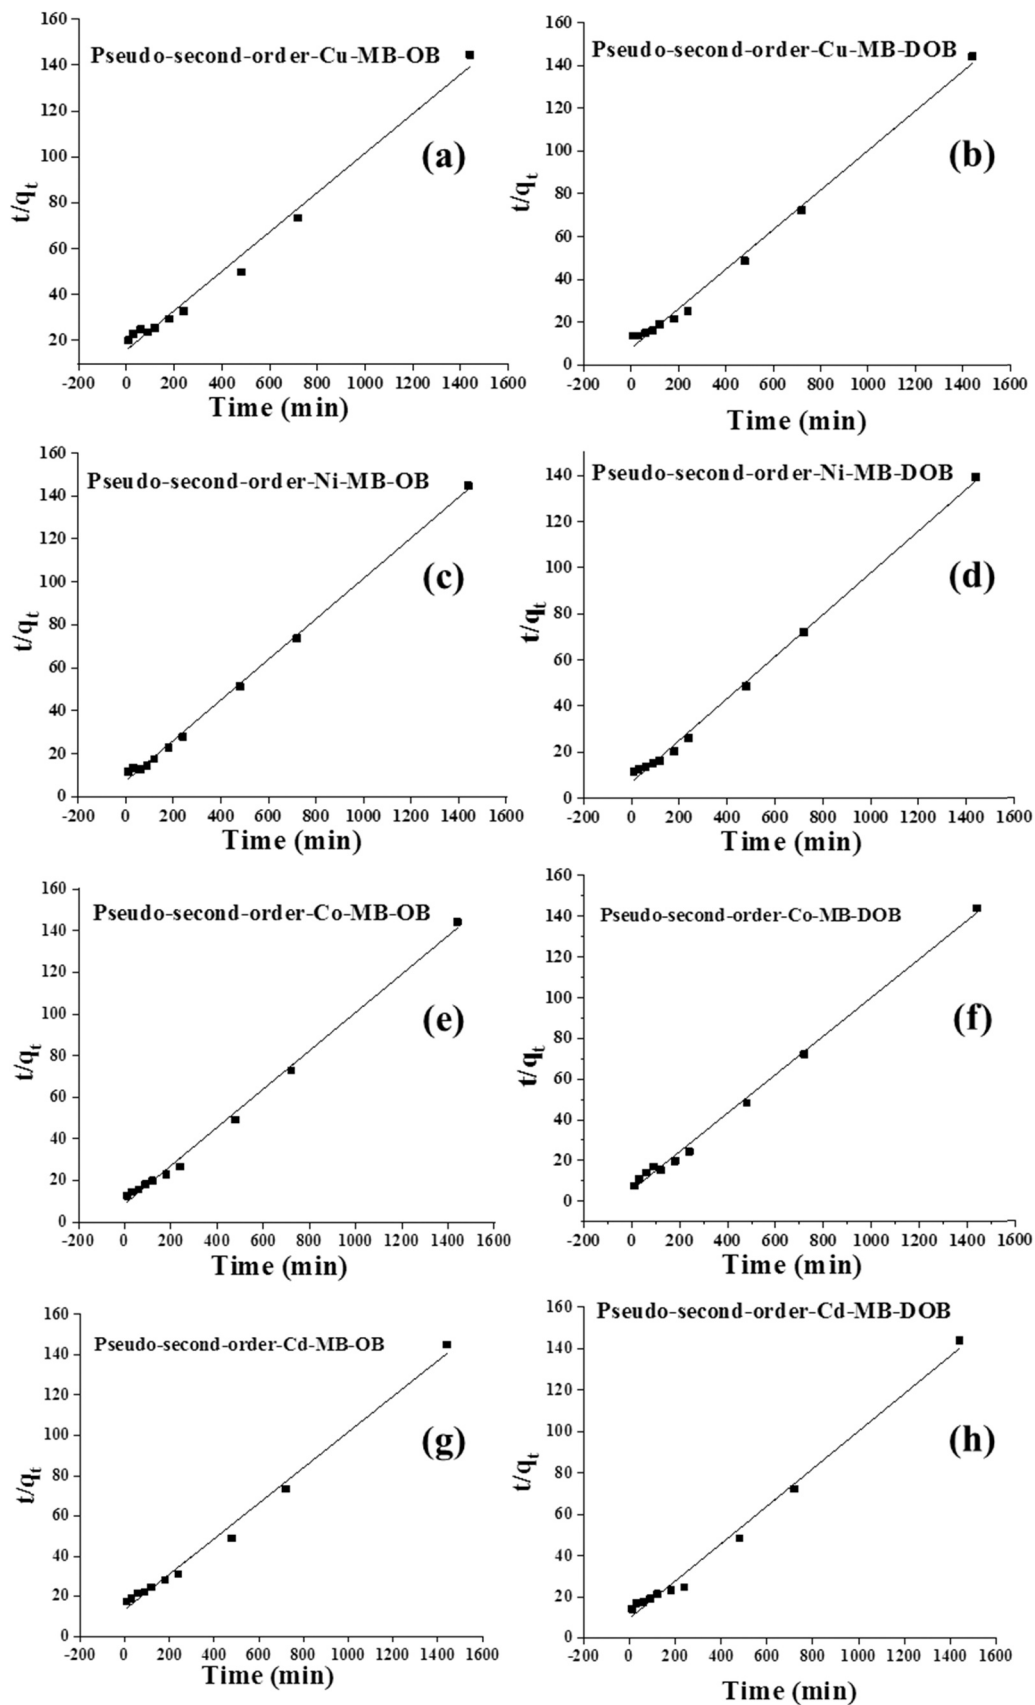 Pseudo-second-order-Cu-MB-OB
(a)
t/qt
160
140
120
100
80
60
40
20
-200 0 200 400 600 800 1000 1200 1400 1600
Time (min)
Pseudo-second-order-Cu-MB-DOB
(b)
t/qt
160
140
120
100
80
60
40
20
0
-200 0 200 400 600 800 1000 1200 1400 1600
Time (min)
Pseudo-second-order-Ni-MB-OB
(c)
t/qt
160
140
120
100
80
60
40
20
0
-200 0 200 400 600 800 1000 1200 1400 1600
Time (min)
Pseudo-second-order-Ni-MB-DOB
(d)
t/qt
140
120
100
80
60
40
20
0
-200 0 200 400 600 800 1000 1200 1400 1600
Time (min)
Pseudo-second-order-Co-MB-OB
(e)
t/qt
160
140
120
100
80
60
40
20
0
-200 0 200 400 600 800 1000 1200 1400 1600
Time (min)
Pseudo-second-order-Co-MB-DOB
(f)
t/qt
160
140
120
100
80
60
40
20
0
-200 0 200 400 600 800 1000 1200 1400 1600
Time (min)
Pseudo-second-order-Cd-MB-OB
(g)
t/qt
160
140
120
100
80
60
40
20
0
-200 0 200 400 600 800 1000 1200 1400 1600
Time (min)
Pseudo-second-order-Cd-MB-DOB
(h)
t/qt
160
140
120
100
80
60
40
20
0
-200 0 200 400 600 800 1000 1200 1400 1600
Time (min)